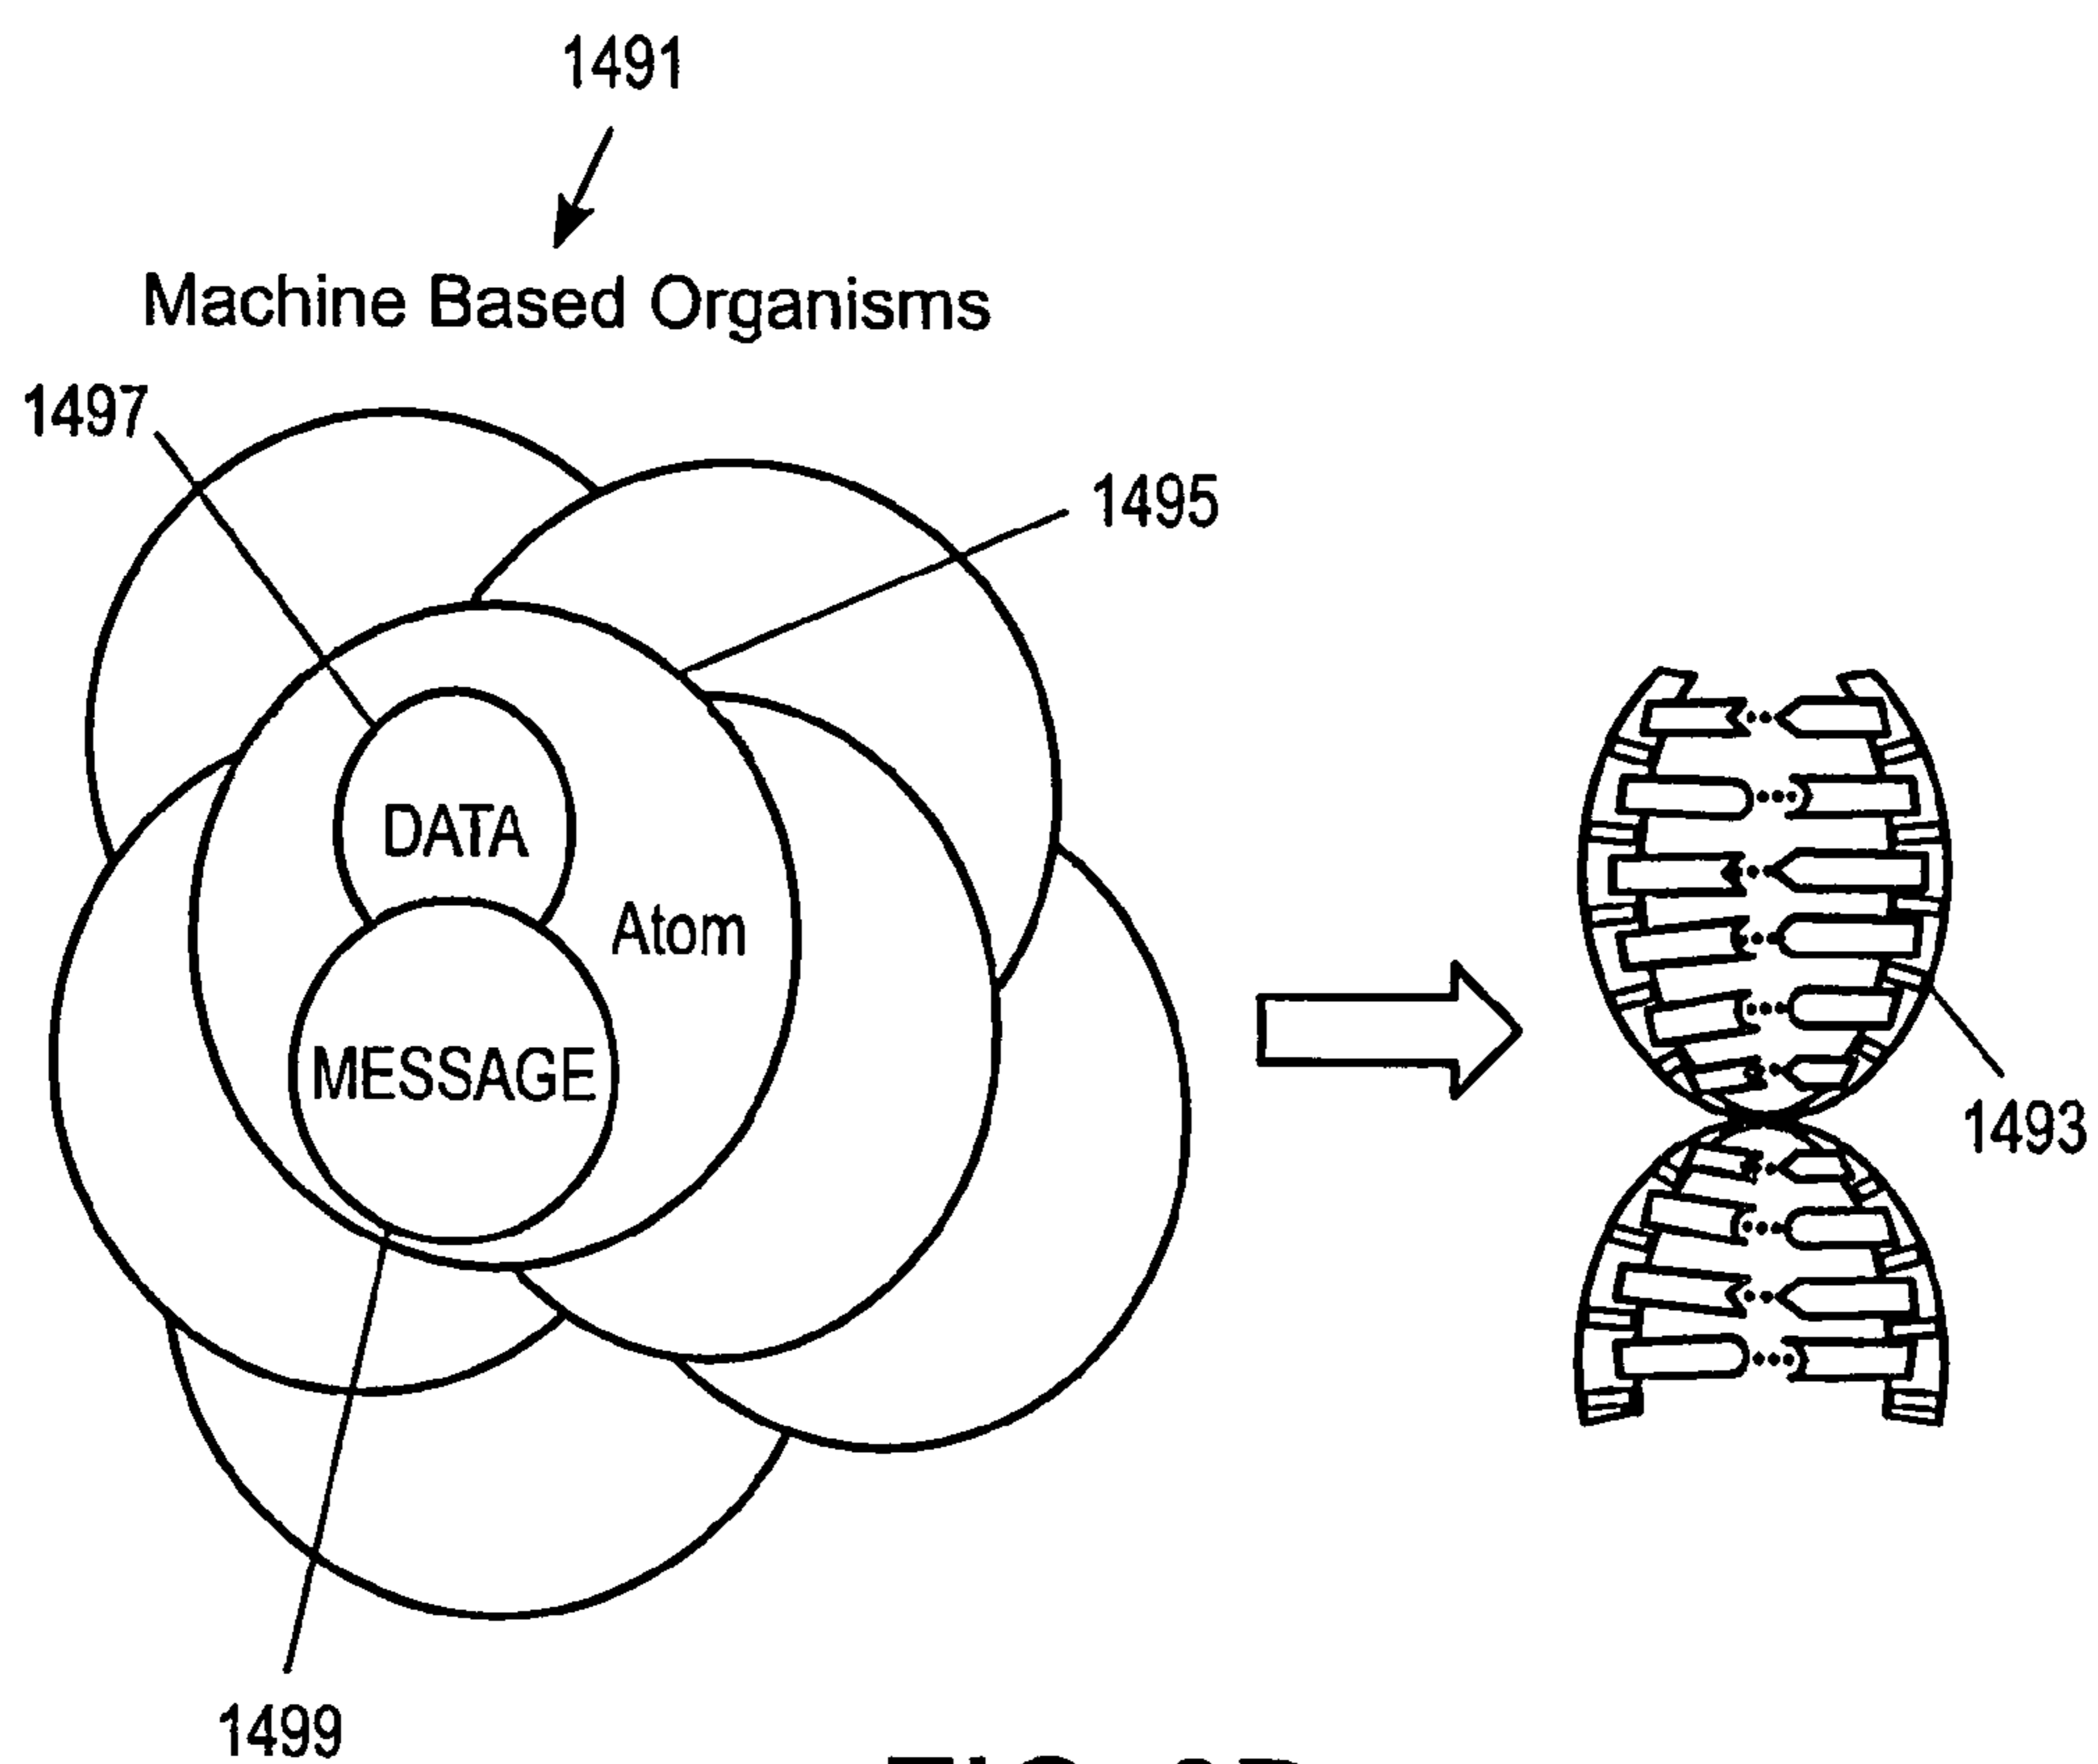 1491
Machine Based Organisms
1497
1495
DATA
Atom
MESSAGE
1493
1499